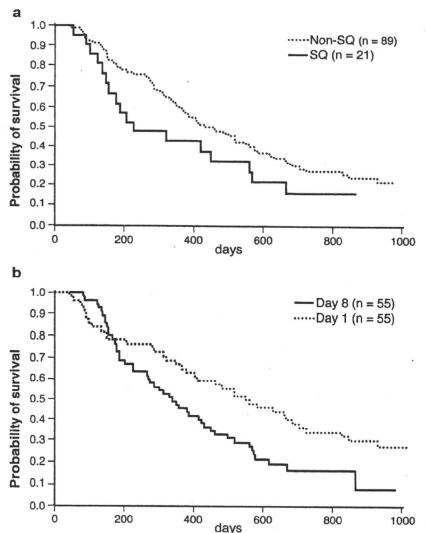 a
Probability of survival
1.0
0.9
0.8
0.7
0.6
0.5
0.4
0.3
0.2
0.1
0.0
Non-SQ (n = 89)
SQ (n = 21)
0 200 400 600 800 1000
days
b
Probability of survival
1.0
0.9
0.8
0.7
0.6
0.5
0.4
0.3
0.2
0.1
0.0
Day 8 (n = 55)
Day 1 (n = 55)
0 200 400 600 800 1000
days